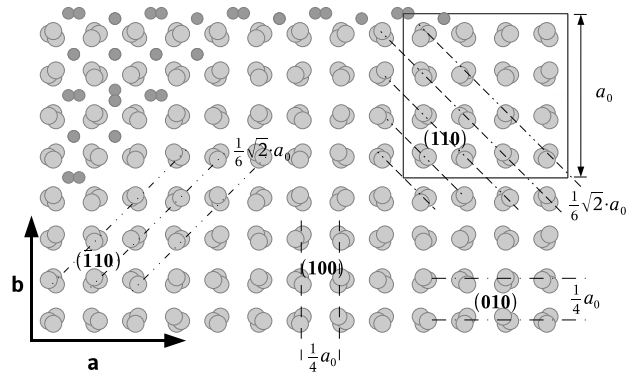 a₀
(110)
1/6 √2·a₀
1/6 √2·a₀
(1̄10)
(100)
b
(010)
1/4 a₀
1/4 a₀
a